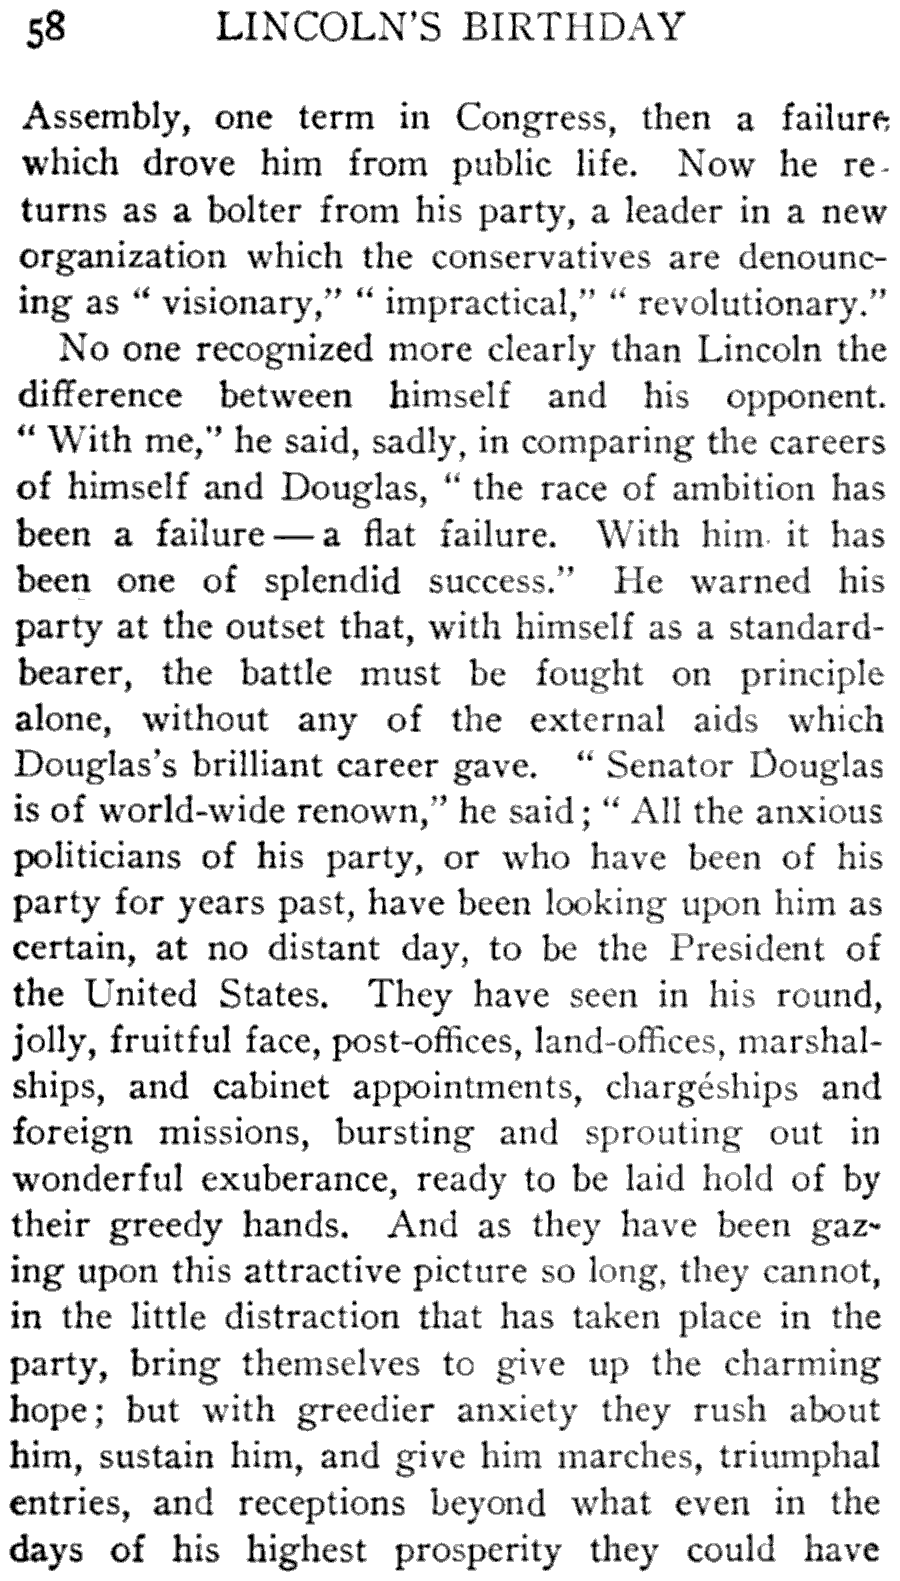 58 LINCOLN'S BIRTHDAY
Assembly, one term in Congress, then a failure
which drove him from public life. Now he re-
turns as a bolter from his party, a leader in a new
organization which the conservatives are denounc-
ing as “ visionary,” “ impractical,” “ revolutionary.”
No one recognized more clearly than Lincoln the
difference between himself and his opponent.
“ With me,” he said, sadly, in comparing the careers
of himself and Douglas, “ the race of ambition has
been a failure — a flat failure. With him it has
been one of splendid success.” He warned his
party at the outset that, with himself as a standard-
bearer, the battle must be fought on principle
alone, without any of the external aids which
Douglas's brilliant career gave. “ Senator Douglas
is of world-wide renown,” he said; “ All the anxious
politicians of his party, or who have been of his
party for years past, have been looking upon him as
certain, at no distant day, to be the President of
the United States. They have seen in his round,
jolly, fruitful face, post-offices, land-offices, marshal-
ships, and cabinet appointments, chargéships and
foreign missions, bursting and sprouting out in
wonderful exuberance, ready to be laid hold of by
their greedy hands. And as they have been gaz-
ing upon this attractive picture so long, they cannot,
in the little distraction that has taken place in the
party, bring themselves to give up the charming
hope; but with greedier anxiety they rush about
him, sustain him, and give him marches, triumphal
entries, and receptions beyond what even in the
days of his highest prosperity they could have